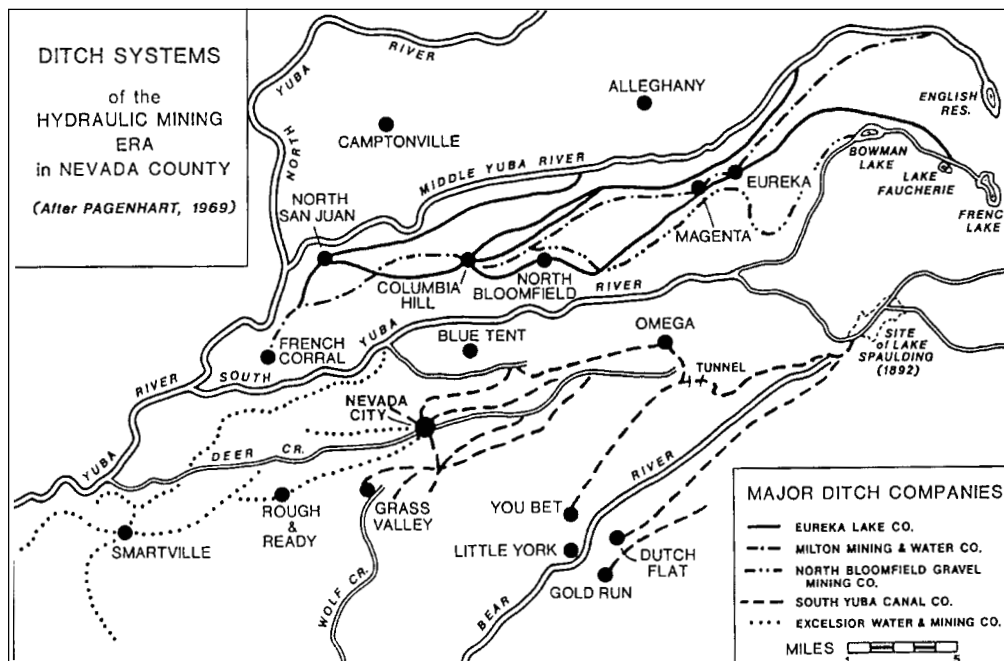 DITCH SYSTEMS
of the
HYDRAULIC MINING
ERA
in NEVADA COUNTY
(After PAGENHART, 1969)
YUBA
RIVER
NORTH
ALLEGHANY
CAMPTONVILLE
ENGLISH
RES.
MIDDLE YUBA RIVER
BOWMAN
LAKE
LAKE
FAUCHERIE
FRENCH
LAKE
EUREKA
MAGENTA
NORTH
SAN JUAN
COLUMBIA
HILL
NORTH
BLOOMFIELD
RIVER
YUBA
SOUTH
FRENCH
CORRAL
BLUE TENT
OMEGA
TUNNEL
SITE
of LAKE
SPAULDING
(1892)
RIVER
YUBA
NEVADA
CITY
DEER CR.
ROUGH
&
READY
GRASS
VALLEY
SMARTVILLE
WOLF CR.
YOU BET
LITTLE YORK
RIVER
BEAR
DUTCH
FLAT
GOLD RUN
MAJOR DITCH COMPANIES
EUREKA LAKE CO.
MILTON MINING & WATER CO.
NORTH BLOOMFIELD GRAVEL
MINING CO.
SOUTH YUBA CANAL CO.
EXCELSIOR WATER & MINING CO.
MILES
1 5